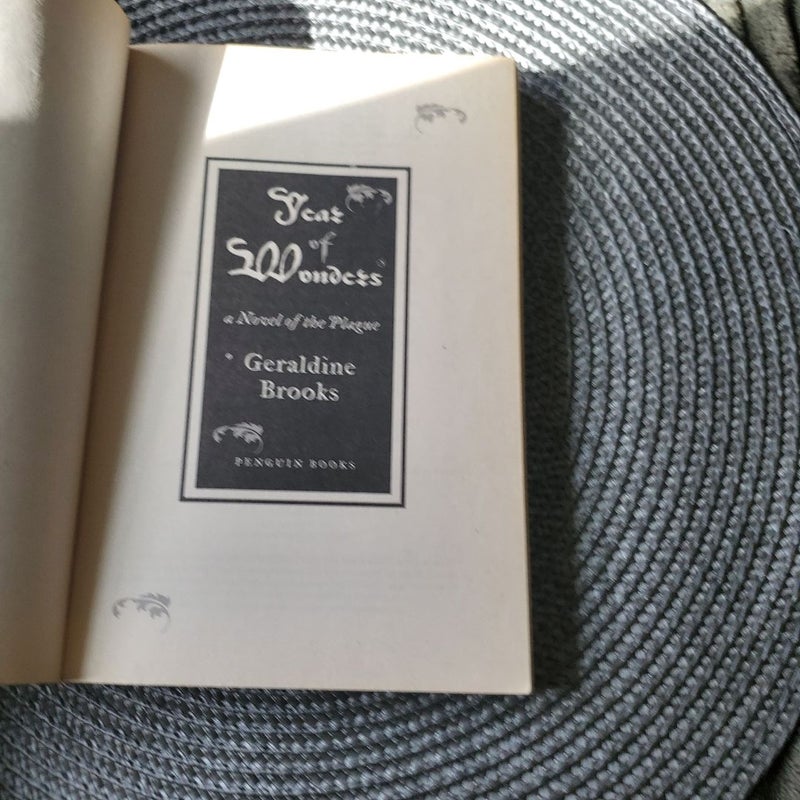 Year
of
Wonders
a Novel of the Plague
Geraldine
Brooks
PENGUIN BOOKS